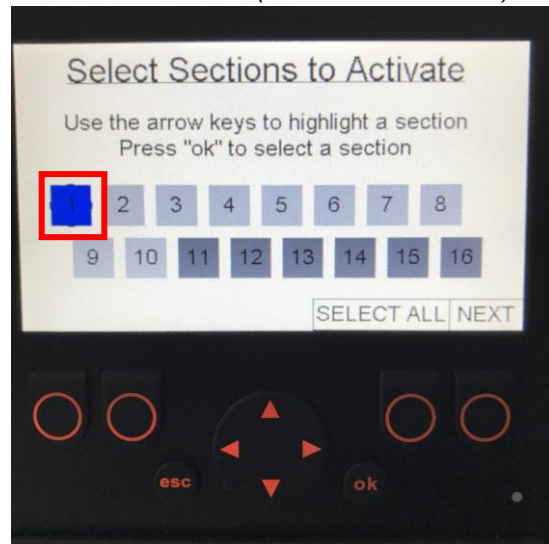 Select Sections to Activate
Use the arrow keys to highlight a section
Press "ok" to select a section
1 2 3 4 5 6 7 8
9 10 11 12 13 14 15 16
SELECT ALL NEXT
esc ok